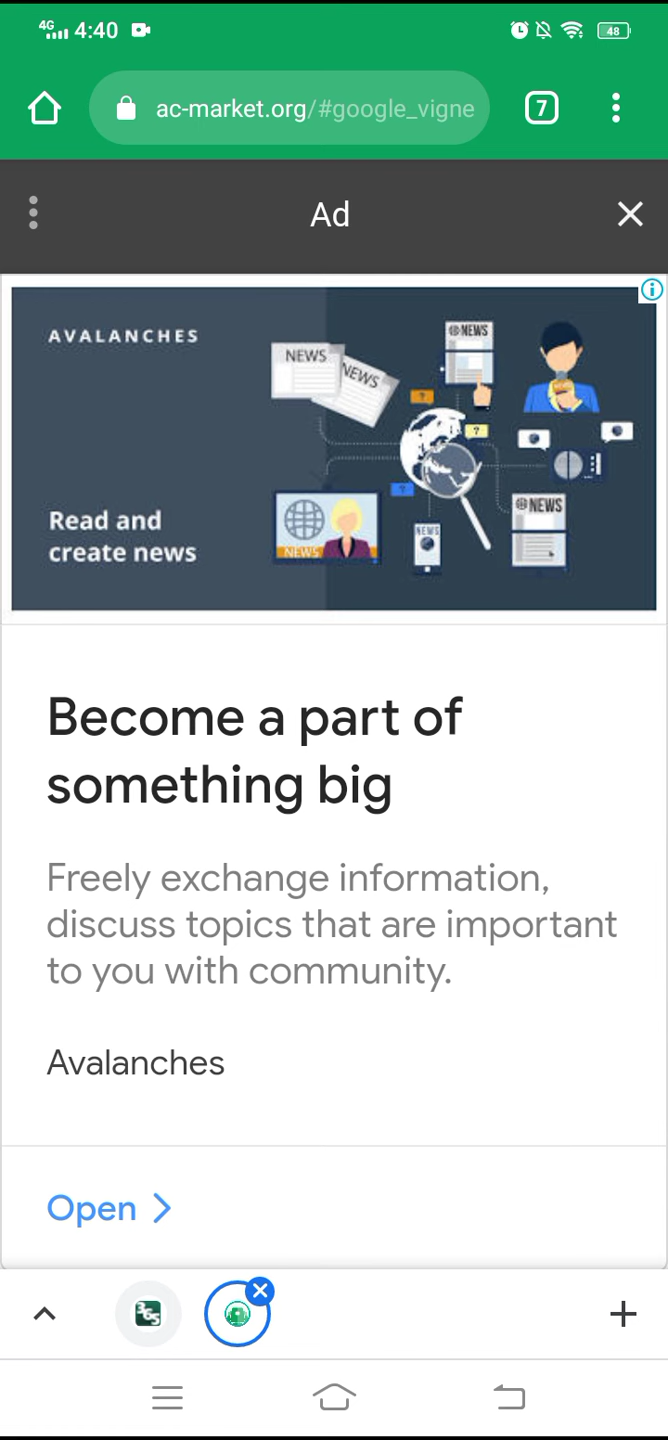 4G 4:40 48
ac-market.org/#google_vigne 7
Ad
AVALANCHES
NEWS
NEWS
NEWS
?
?
?
Read and
create news
NEWS
NEWS
NEWS
Become a part of
something big
Freely exchange information,
discuss topics that are important
to you with community.
Avalanches
Open
365